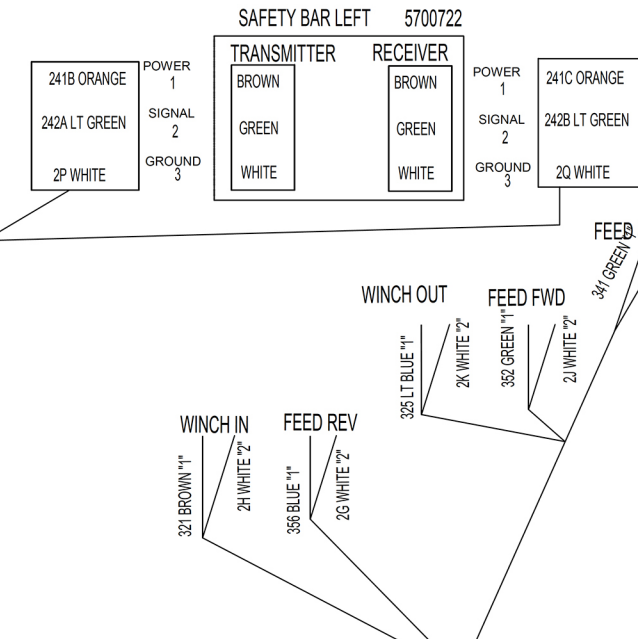 SAFETY BAR LEFT 5700722
TRANSMITTER RECEIVER
241B ORANGE
242A LT GREEN
2P WHITE
POWER
1
SIGNAL
2
GROUND
3
BROWN
GREEN
WHITE
BROWN
GREEN
WHITE
POWER
1
SIGNAL
2
GROUND
3
241C ORANGE
242B LT GREEN
2Q WHITE
FEED
341 GREEN "1"
WINCH OUT
325 LT BLUE "1"
2K WHITE "2"
FEED FWD
352 GREEN "1"
2J WHITE "2"
WINCH IN
321 BROWN "1"
2H WHITE "2"
FEED REV
356 BLUE "1"
2G WHITE "2"